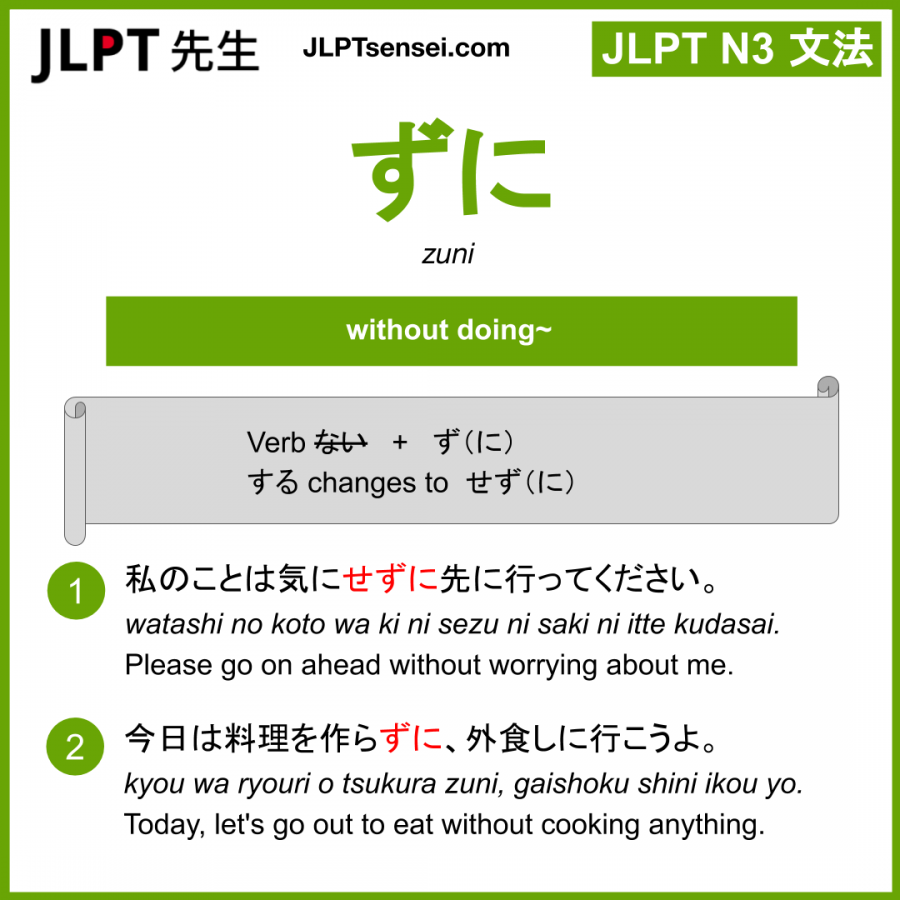 JLPT 先生
JLPTsensei.com
JLPT N3 文法
ずに
zuni
without doing~
Verb ない + ず（に）
する changes to せず（に）
1
私のことは気にせずに先に行ってください。
watashi no koto wa ki ni sezu ni saki ni itte kudasai.
Please go on ahead without worrying about me.
2
今日は料理を作らずに、外食しに行こうよ。
kyou wa ryouri o tsukura zuni, gaishoku shini ikou yo.
Today, let's go out to eat without cooking anything.